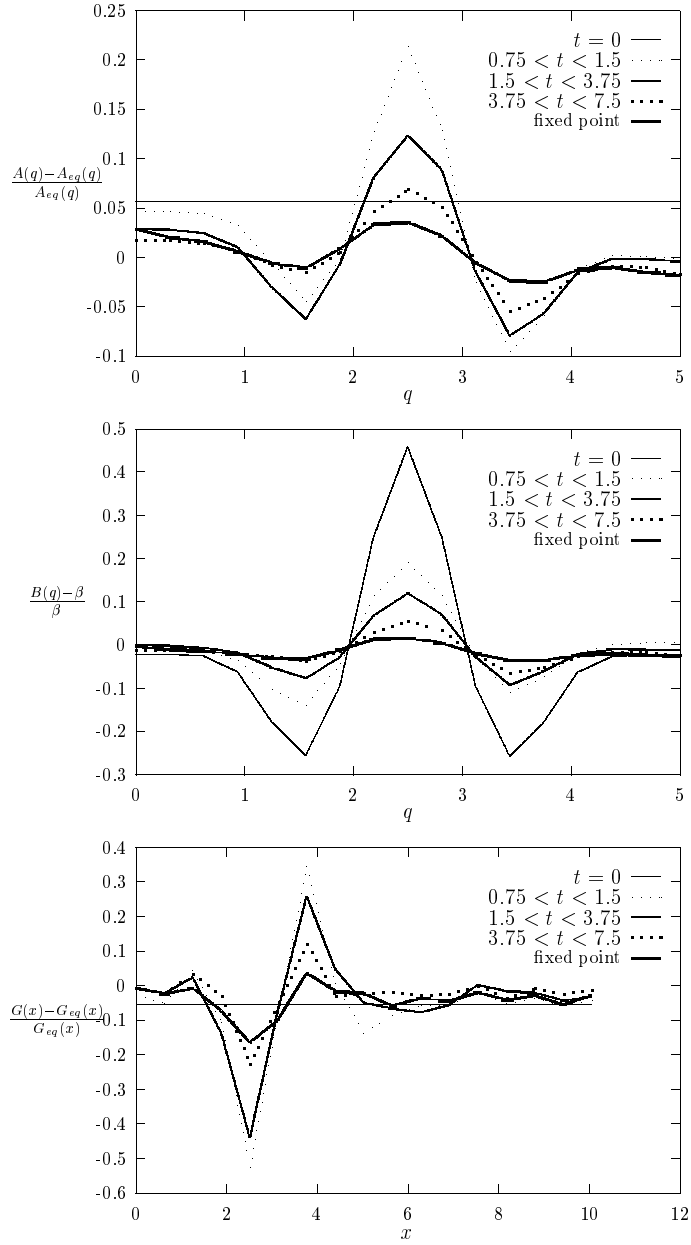 0.25
t = 0
0.2
0.75 < t < 1.5
1.5 < t < 3.75
0.15
3.75 < t < 7.5
fixed point
0.1
A(q)−A_eq(q)
A_eq(q)
0.05
0
-0.05
-0.1
0 1 2 3 4 5
q
0.5
t = 0
0.4
0.75 < t < 1.5
1.5 < t < 3.75
0.3
3.75 < t < 7.5
fixed point
0.2
B(q)−β
β
0.1
0
-0.1
-0.2
-0.3
0 1 2 3 4 5
q
0.4
t = 0
0.3
0.75 < t < 1.5
1.5 < t < 3.75
0.2
3.75 < t < 7.5
fixed point
0.1
0
G(x)−G_eq(x)
G_eq(x)
-0.1
-0.2
-0.3
-0.4
-0.5
-0.6
0 2 4 6 8 10 12
x